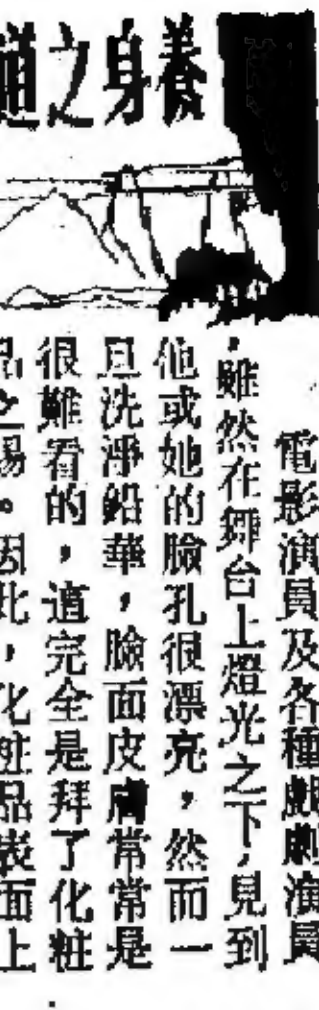 養身之道
電影演員及各種戲劇演員
，雖然在舞台上燈光之下，見到
他或她的臉孔很漂亮，然而一
旦洗淨鉛華，臉面皮膚常常是
很難看的，這完全是拜了化粧
品之賜。因此，化粧品表面上